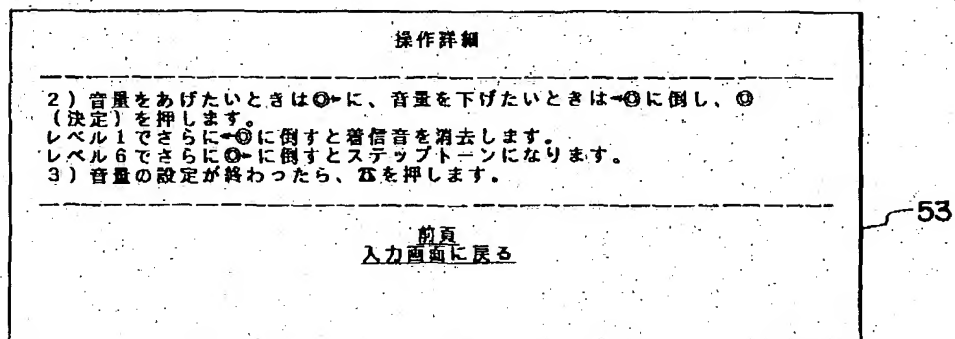 操作詳細
2）音量をあげたいときは◎→に、音量を下げたいときは←◎に倒し、◎
（決定）を押します。
レベル1でさらに←◎に倒すと着信音を消去します。
レベル6でさらに◎→に倒すとステップトーンになります。
3）音量の設定が終わったら、を押します。
前頁
入力画面に戻る
53